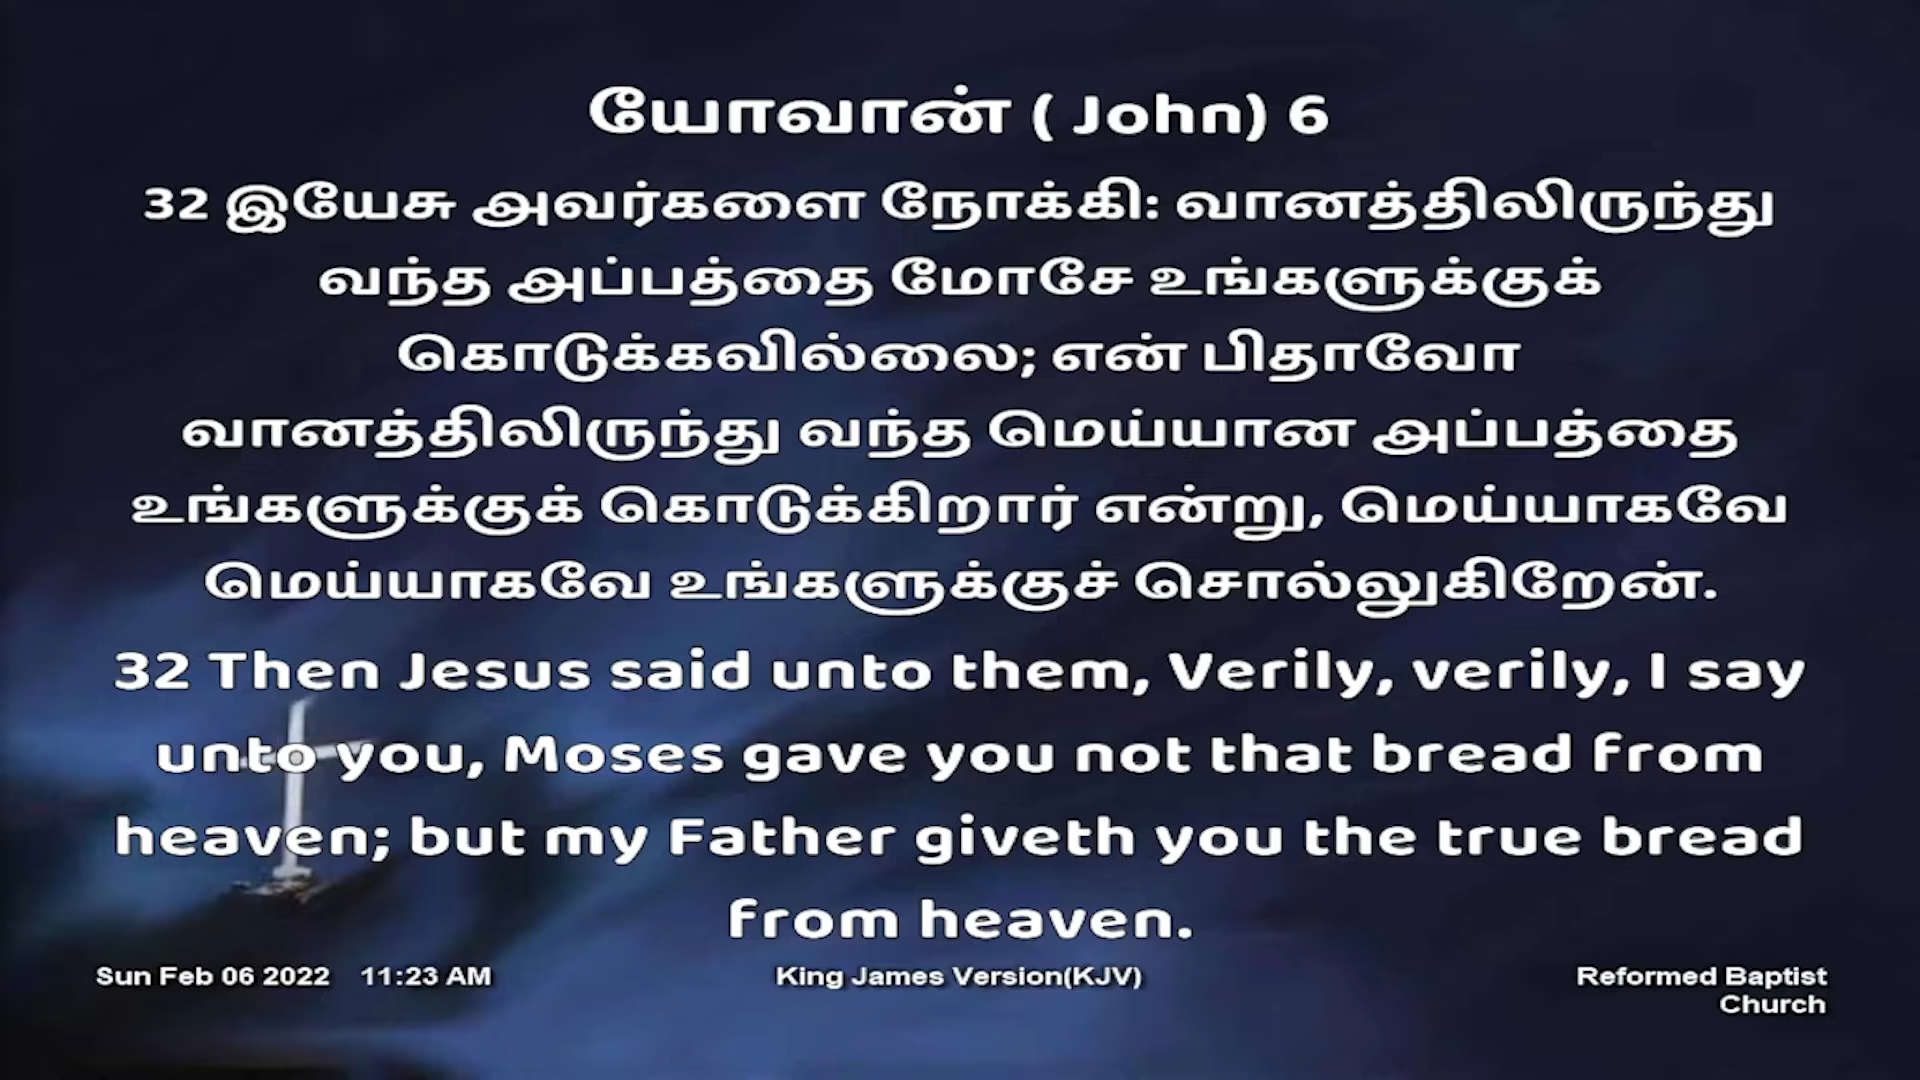 யோவான் ( John) 6
32 இயேசு அவர்களை நோக்கி: வானத்திலிருந்து
வந்த அப்பத்தை மோசே உங்களுக்குக்
கொடுக்கவில்லை; என் பிதாவோ
வானத்திலிருந்து வந்த மெய்யான அப்பத்தை
உங்களுக்குக் கொடுக்கிறார் என்று, மெய்யாகவே
மெய்யாகவே உங்களுக்குச் சொல்லுகிறேன்.
32 Then Jesus said unto them, Verily, verily, I say
unto you, Moses gave you not that bread from
heaven; but my Father giveth you the true bread
from heaven.
Sun Feb 06 2022 11:23 AM
King James Version(KJV)
Reformed Baptist
Church